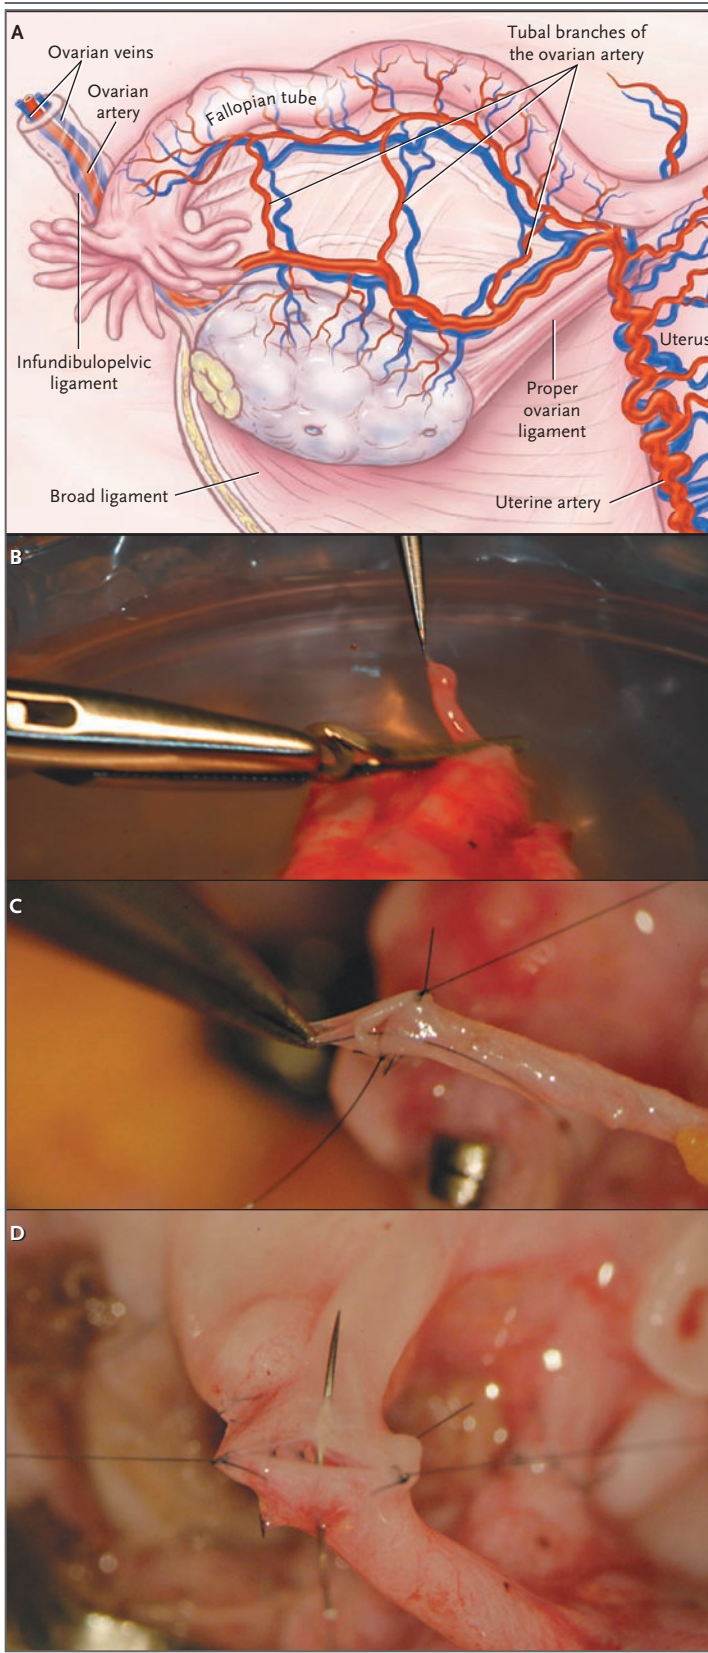 A
Ovarian veins
Ovarian
artery
Fallopian tube
Tubal branches of
the ovarian artery
Infundibulopelvic
ligament
Proper
ovarian
ligament
Uterus
Broad ligament
Uterine artery
B
C
D